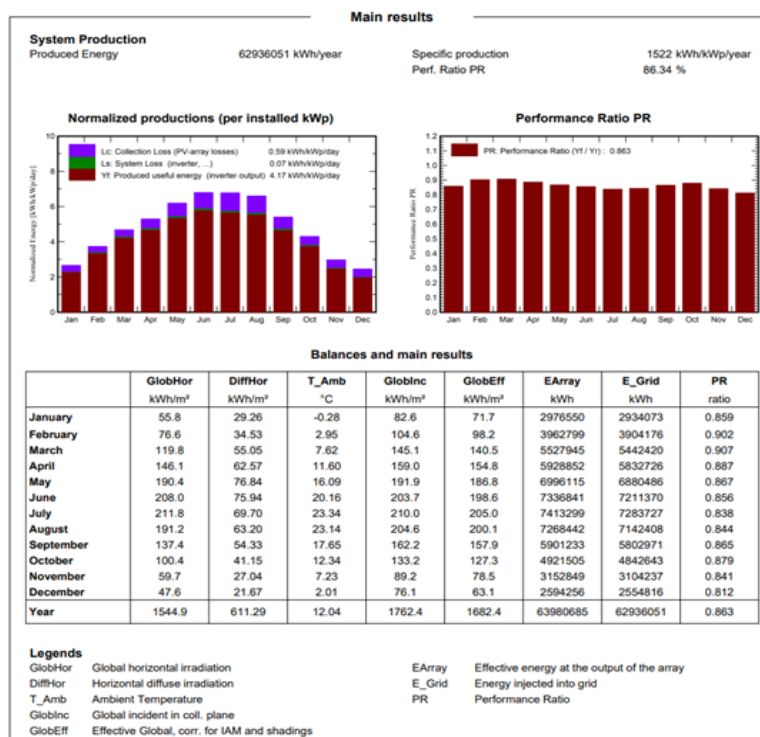 Main results
System Production
Produced Energy 62936051 kWh/year Specific production 1522 kWh/kWp/year
Perf. Ratio PR 86.34 %
Normalized productions (per installed kWp)
10
8
6
4
2
0
Normalized Energy [kWh/kWp/day]
Lc: Collection Loss (PV-array losses) 0.59 kWh/kWp/day
Ls: System Loss (inverter, ...) 0.07 kWh/kWp/day
Yf: Produced useful energy (inverter output) 4.17 kWh/kWp/day
Jan Feb Mar Apr May Jun Jul Aug Sep Oct Nov Dec
Performance Ratio PR
1.2
1.1
1.0
0.9
0.8
0.7
0.6
0.5
0.4
0.3
0.2
0.1
0.0
Performance Ratio PR
PR: Performance Ratio (Yf / Yr) : 0.863
Jan Feb Mar Apr May Jun Jul Aug Sep Oct Nov Dec
Balances and main results
GlobHor DiffHor T_Amb GlobInc GlobEff EArray E_Grid PR
kWh/m² kWh/m² °C kWh/m² kWh/m² kWh kWh ratio
January 55.8 29.26 -0.28 82.6 71.7 2976550 2934073 0.859
February 76.6 34.53 2.95 104.6 98.2 3962799 3904176 0.902
March 119.8 55.05 7.62 145.1 140.5 5527945 5442420 0.907
April 146.1 62.57 11.60 159.0 154.8 5928852 5832726 0.887
May 190.4 76.84 16.09 191.9 186.8 6996115 6880486 0.867
June 208.0 75.94 20.16 203.7 198.6 7336841 7211370 0.856
July 211.8 69.70 23.34 210.0 205.0 7413299 7283727 0.838
August 191.2 63.20 23.14 204.6 200.1 7268442 7142408 0.844
September 137.4 54.33 17.65 162.2 157.9 5901233 5802971 0.865
October 100.4 41.15 12.34 133.2 127.3 4921505 4842643 0.879
November 59.7 27.04 7.23 89.2 78.5 3152849 3104237 0.841
December 47.6 21.67 2.01 76.1 63.1 2594256 2554816 0.812
Year 1544.9 611.29 12.04 1762.4 1682.4 63980685 62936051 0.863
Legends
GlobHor Global horizontal irradiation EArray Effective energy at the output of the array
DiffHor Horizontal diffuse irradiation E_Grid Energy injected into grid
T_Amb Ambient Temperature PR Performance Ratio
GlobInc Global incident in coll. plane
GlobEff Effective Global, corr. for IAM and shadings